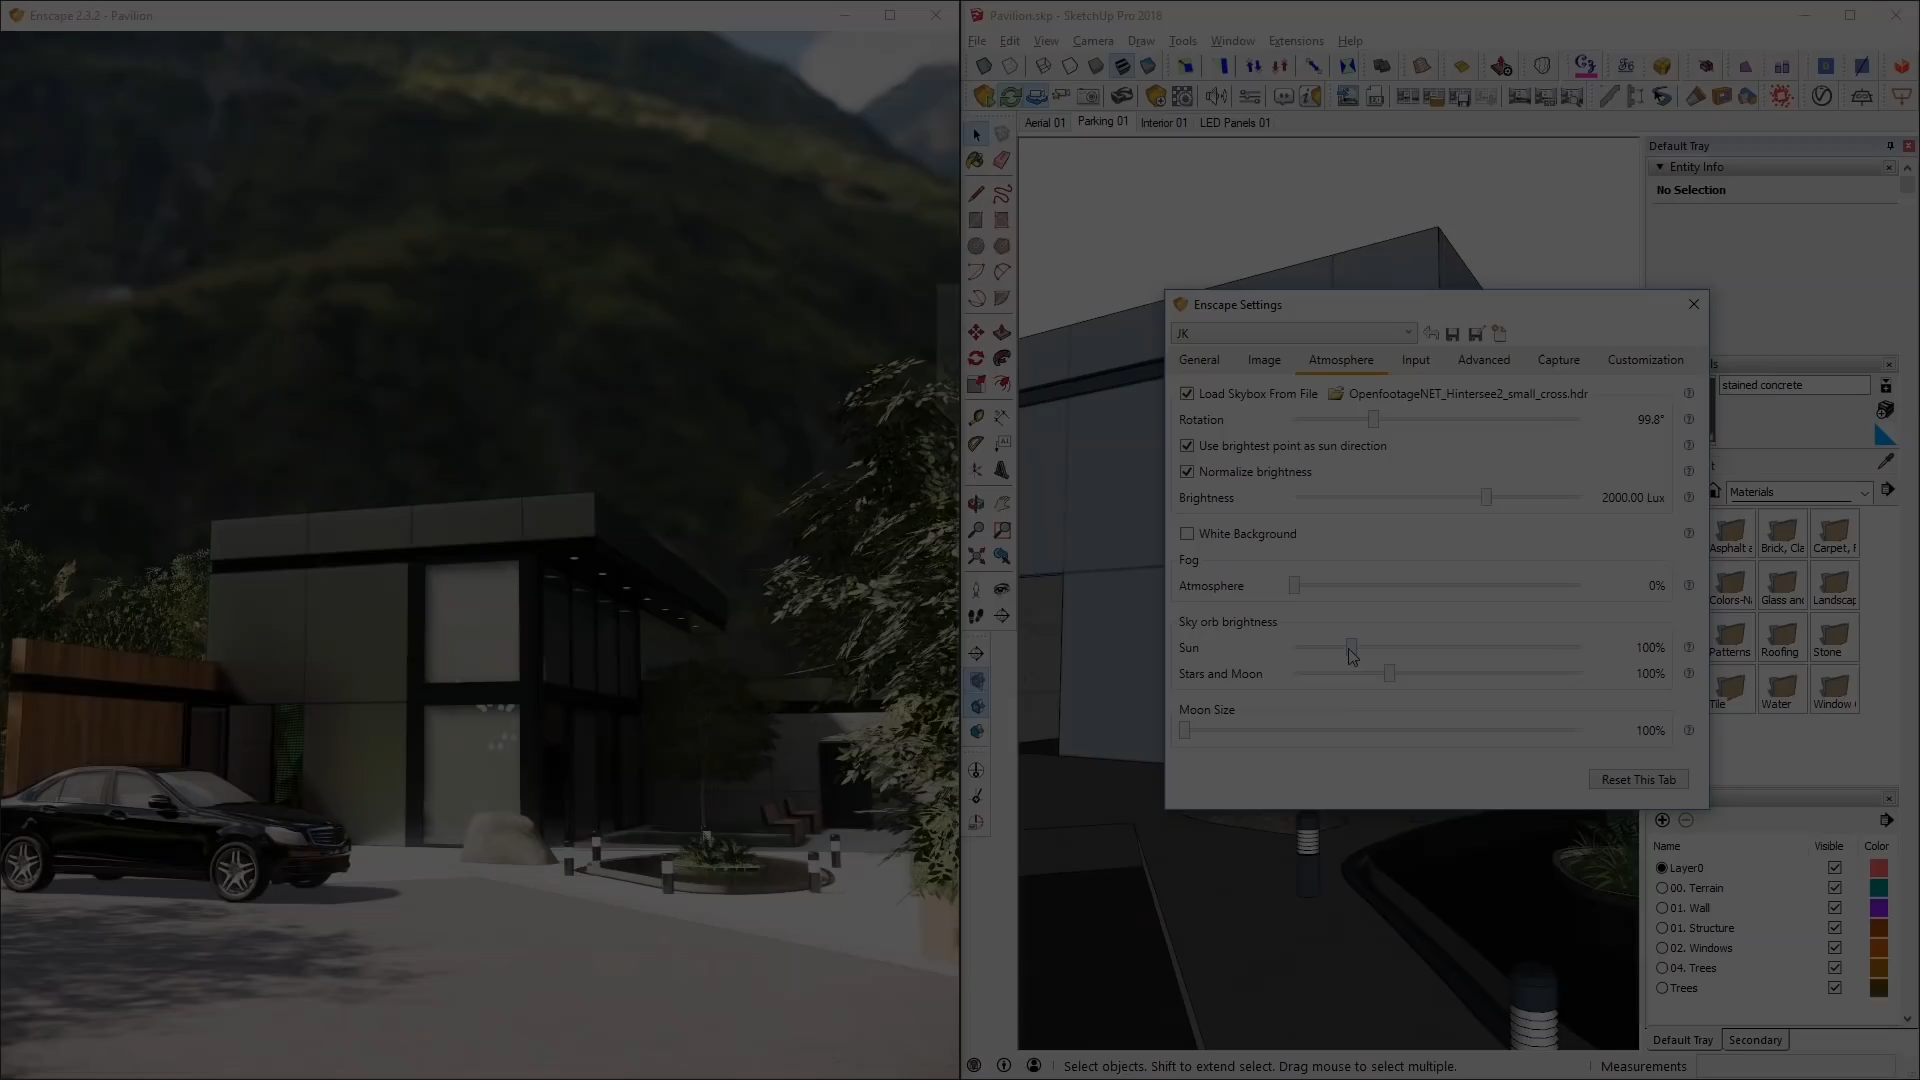 Enscape 2.3.2 - Pavilion
Pavilion.skp - SketchUp Pro 2018
File Edit View Camera Draw Tools Window Extensions Help
Aerial 01 Parking 01 Interior 01 LED Panels 01
Default Tray
Entity Info
No Selection
Enscape Settings
JK
General Image Atmosphere Input Advanced Capture Customization
Load Skybox From File OpenfootageNET_Hintersee2_small_cross.hdr
Rotation 99.8°
Use brightest point as sun direction
Normalize brightness
Brightness 2000.00 Lux
White Background
Fog
Atmosphere 0%
Sky orb brightness
Sun 100%
Stars and Moon 100%
Moon Size
100%
Reset This Tab
ls
stained concrete
t
Materials
Asphalt a Brick, Cla Carpet, F
Colors-N Glass and Landscap
Patterns Roofing Stone
Tile Water Window
Name Visible Color
Layer0
00. Terrain
01. Wall
01. Structure
02. Windows
04. Trees
Trees
Default Tray Secondary
Select objects. Shift to extend select. Drag mouse to select multiple.
Measurements